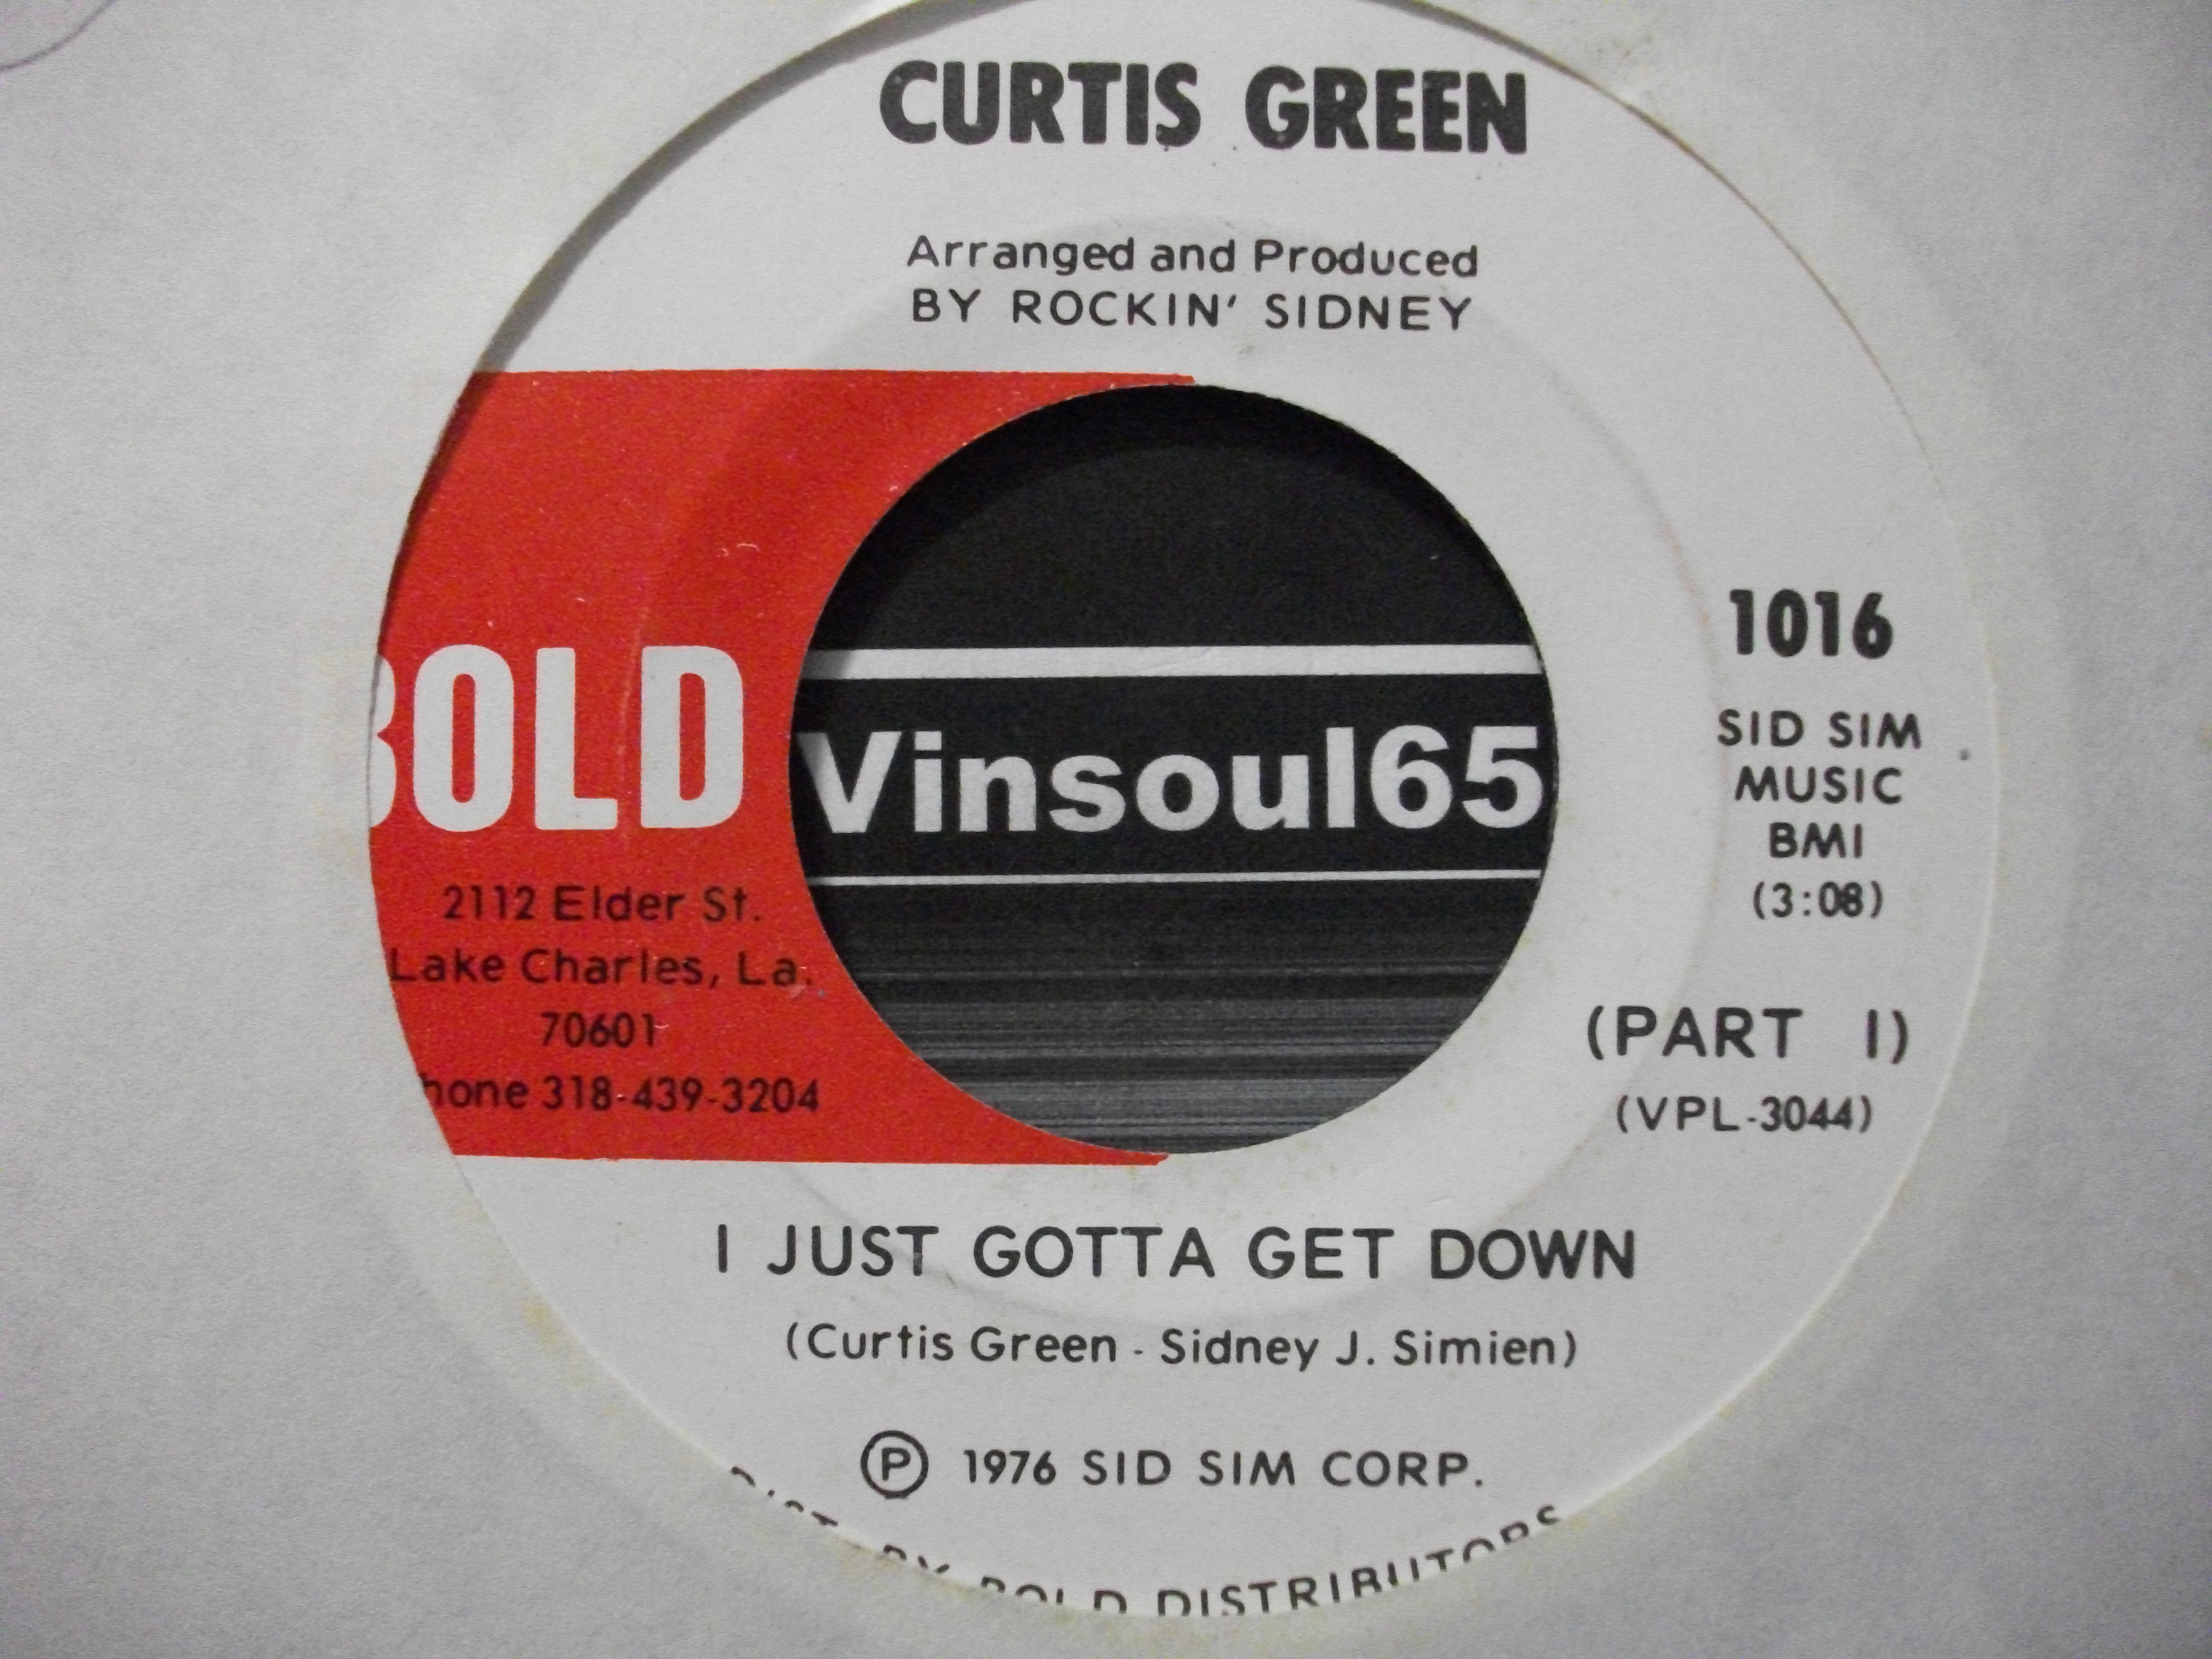 CURTIS GREEN
Arranged and Produced
BY ROCKIN' SIDNEY
BOLD
2112 Elder St.
Lake Charles, La.
70601
hone 318-439-3204
Vinsoul65
1016
SID SIM
MUSIC
BMI
(3:08)
(PART I)
(VPL-3044)
I JUST GOTTA GET DOWN
(Curtis Green - Sidney J. Simien)
Ⓟ 1976 SID SIM CORP.
DIST BY BOLD DISTRIBUTORS